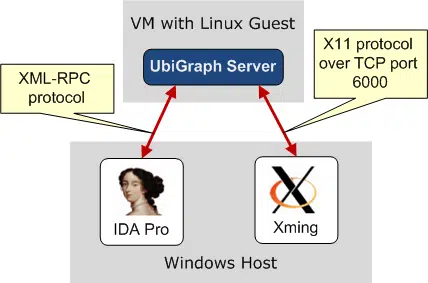 VM with Linux Guest
UbiGraph Server
XML-RPC
protocol
X11 protocol
over TCP port
6000
IDA Pro
Xming
Windows Host